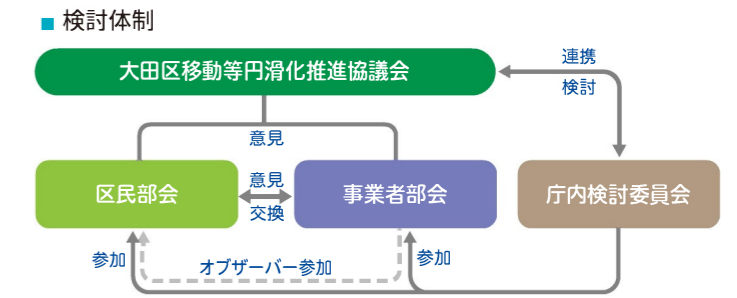 ■ 検討体制
大田区移動等円滑化推進協議会
連携
検討
意見
区民部会
意見
交換
事業者部会
庁内検討委員会
参加
オブザーバー参加
参加